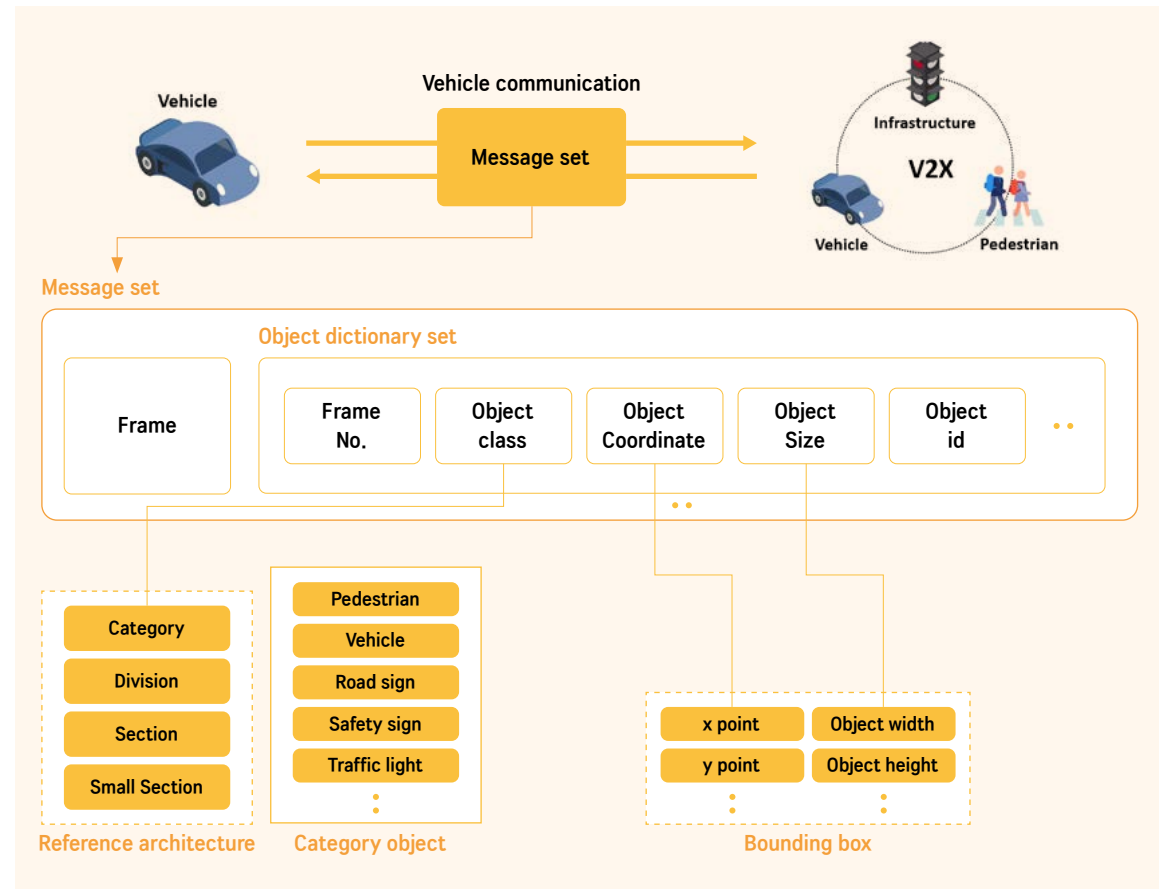 Vehicle communication
Vehicle
Message set
Infrastructure
V2X
Vehicle
Pedestrian
Message set
Object dictionary set
Frame
Frame
No.
Object
class
Object
Coordinate
Object
Size
Object
id
Category
Division
Section
Small Section
Reference architecture
Pedestrian
Vehicle
Road sign
Safety sign
Traffic light
Category object
x point
Object width
y point
Object height
Bounding box